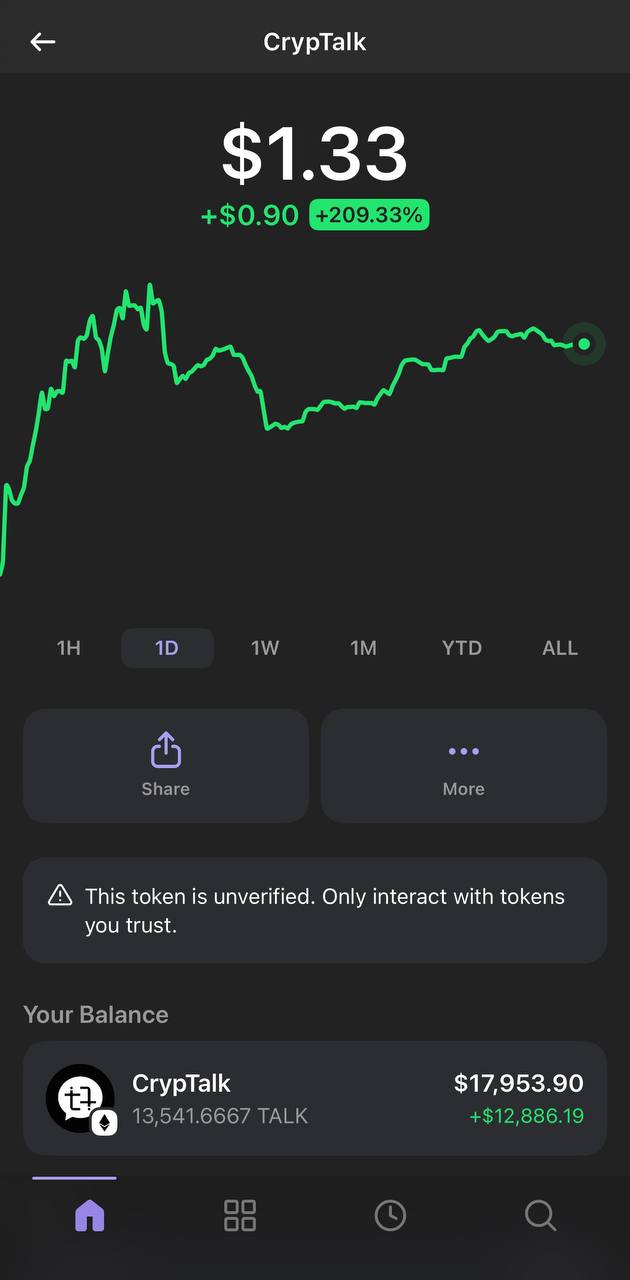 CrypTalk
$1.33
+$0.90 +209.33%
1H 1D 1W 1M YTD ALL
Share More
This token is unverified. Only interact with tokens
you trust.
Your Balance
CrypTalk $17,953.90
13,541.6667 TALK +$12,886.19